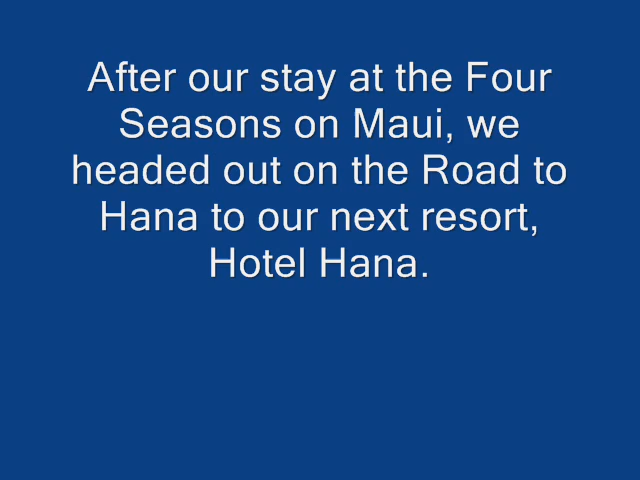 After our stay at the Four
Seasons on Maui, we
headed out on the Road to
Hana to our next resort,
Hotel Hana.